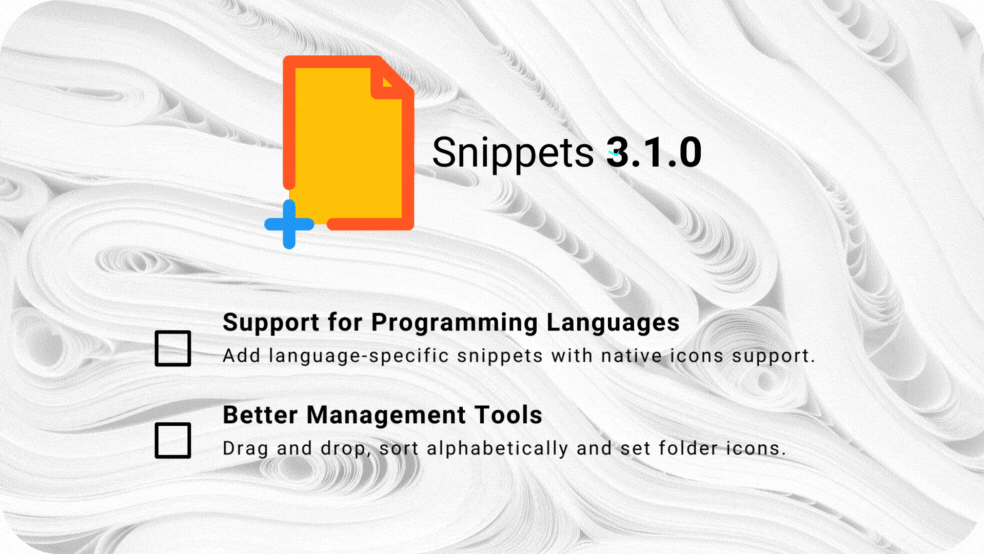 Snippets 3.1.0
Support for Programming Languages
Add language-specific snippets with native icons support.
Better Management Tools
Drag and drop, sort alphabetically and set folder icons.